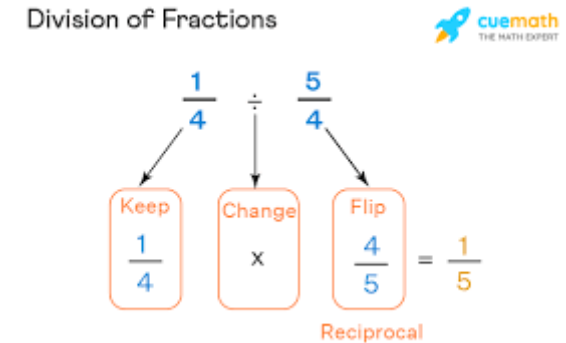 Division of Fractions
cuemath
THE MATH EXPERT
1/4 ÷ 5/4
Keep Change Flip
1/4 x 4/5 = 1/5
Reciprocal